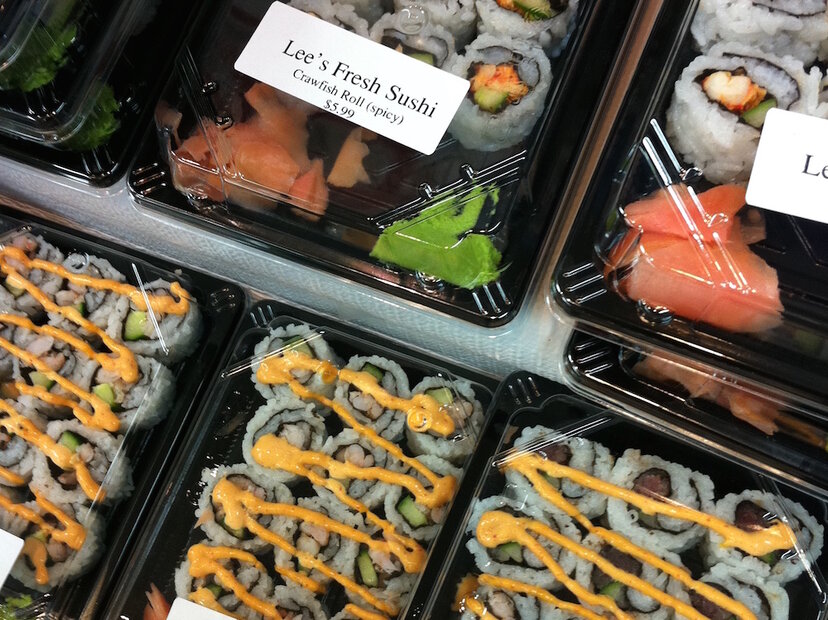 Lee's Fresh Sushi
Crawfish Roll (spicy)
$5.99